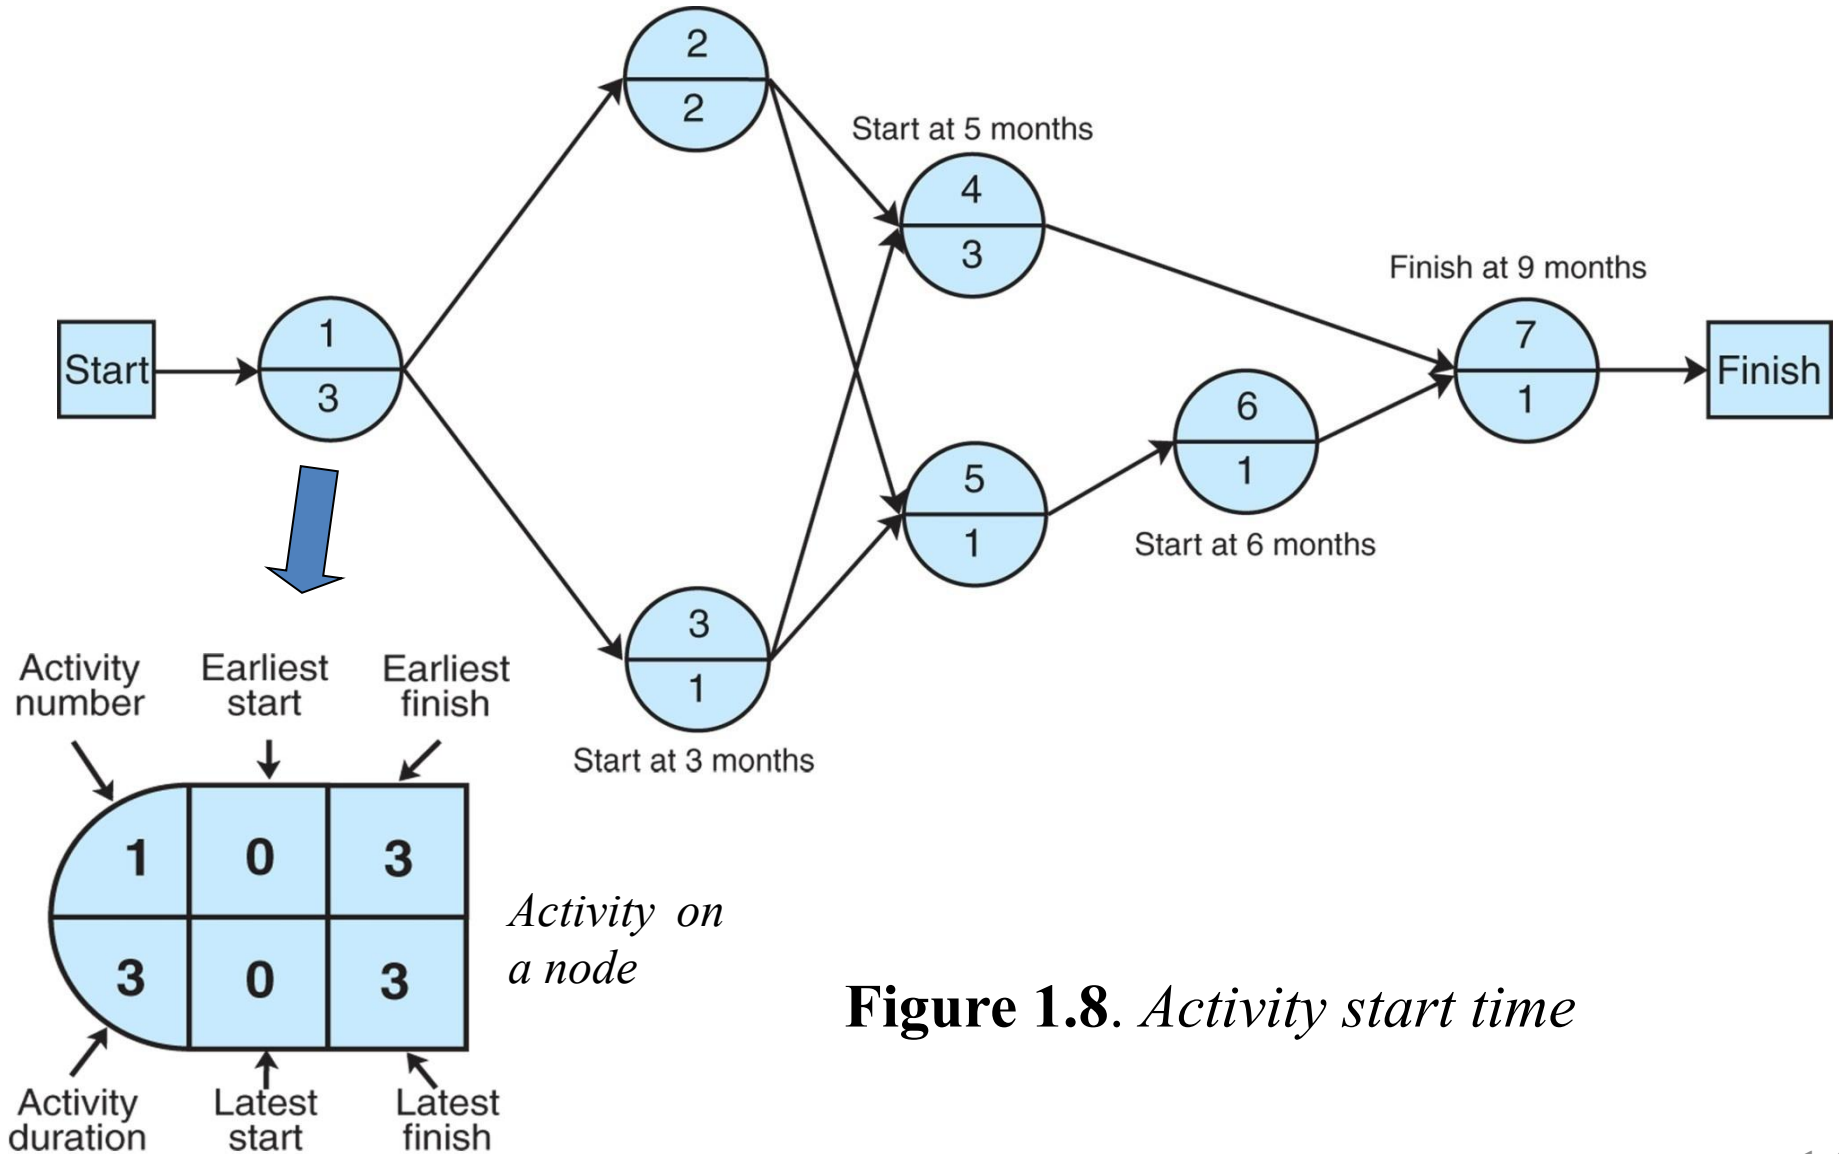 2
2
Start at 5 months
4
3
Finish at 9 months
Start
1
3
7
1
Finish
6
1
Start at 6 months
5
1
3
1
Start at 3 months
Activity
number
Earliest
start
Earliest
finish
1 0 3
3 0 3
Activity on
a node
Activity
duration
Latest
start
Latest
finish
Figure 1.8. Activity start time